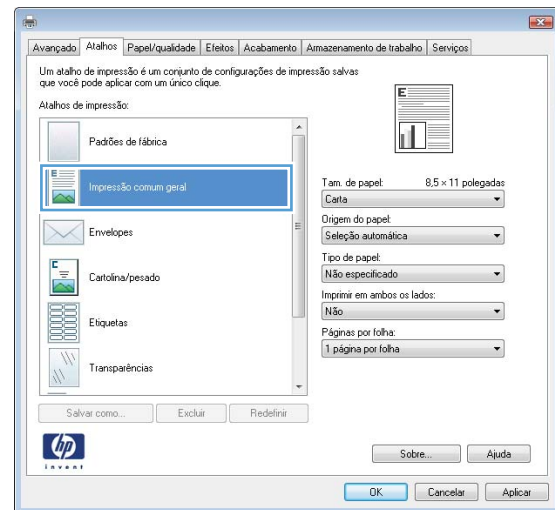 Avançado Atalhos Papel/qualidade Efeitos Acabamento Armazenamento de trabalho Serviços
Um atalho de impressão é um conjunto de configurações de impressão salvas
que você pode aplicar com um único clique.
Atalhos de impressão:
Padrões de fábrica
E
Impressão comum geral
Envelopes
C
Cartolina/pesado
Etiquetas
Transparências
Salvar como... Excluir Redefinir
E
Tam. de papel: 8,5 × 11 polegadas
Carta
Origem do papel:
Seleção automática
Tipo de papel:
Não especificado
Imprimir em ambos os lados:
Não
Páginas por folha:
1 página por folha
hp
invent
Sobre... Ajuda
OK Cancelar Aplicar